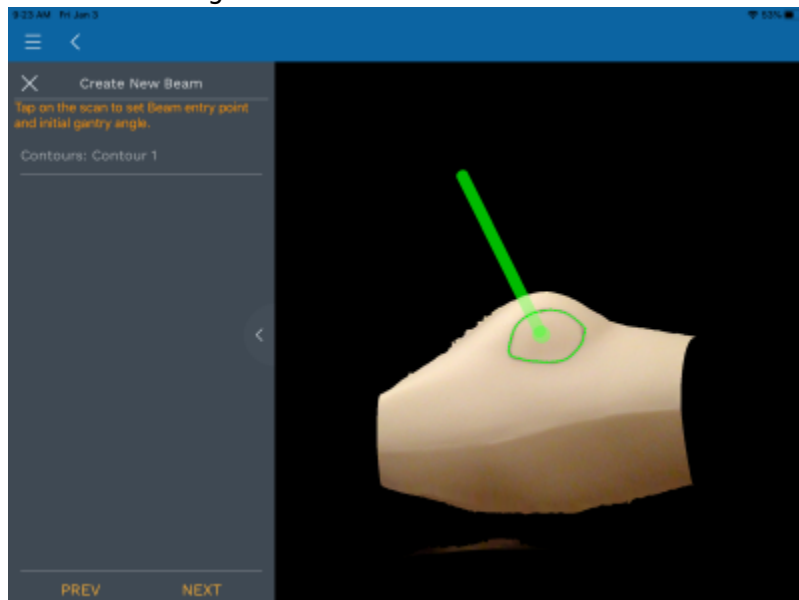 9:23 AM Fri Jan 3
53%
Create New Beam
Tap on the scan to set Beam entry point
and initial gantry angle.
Contours: Contour 1
PREV NEXT